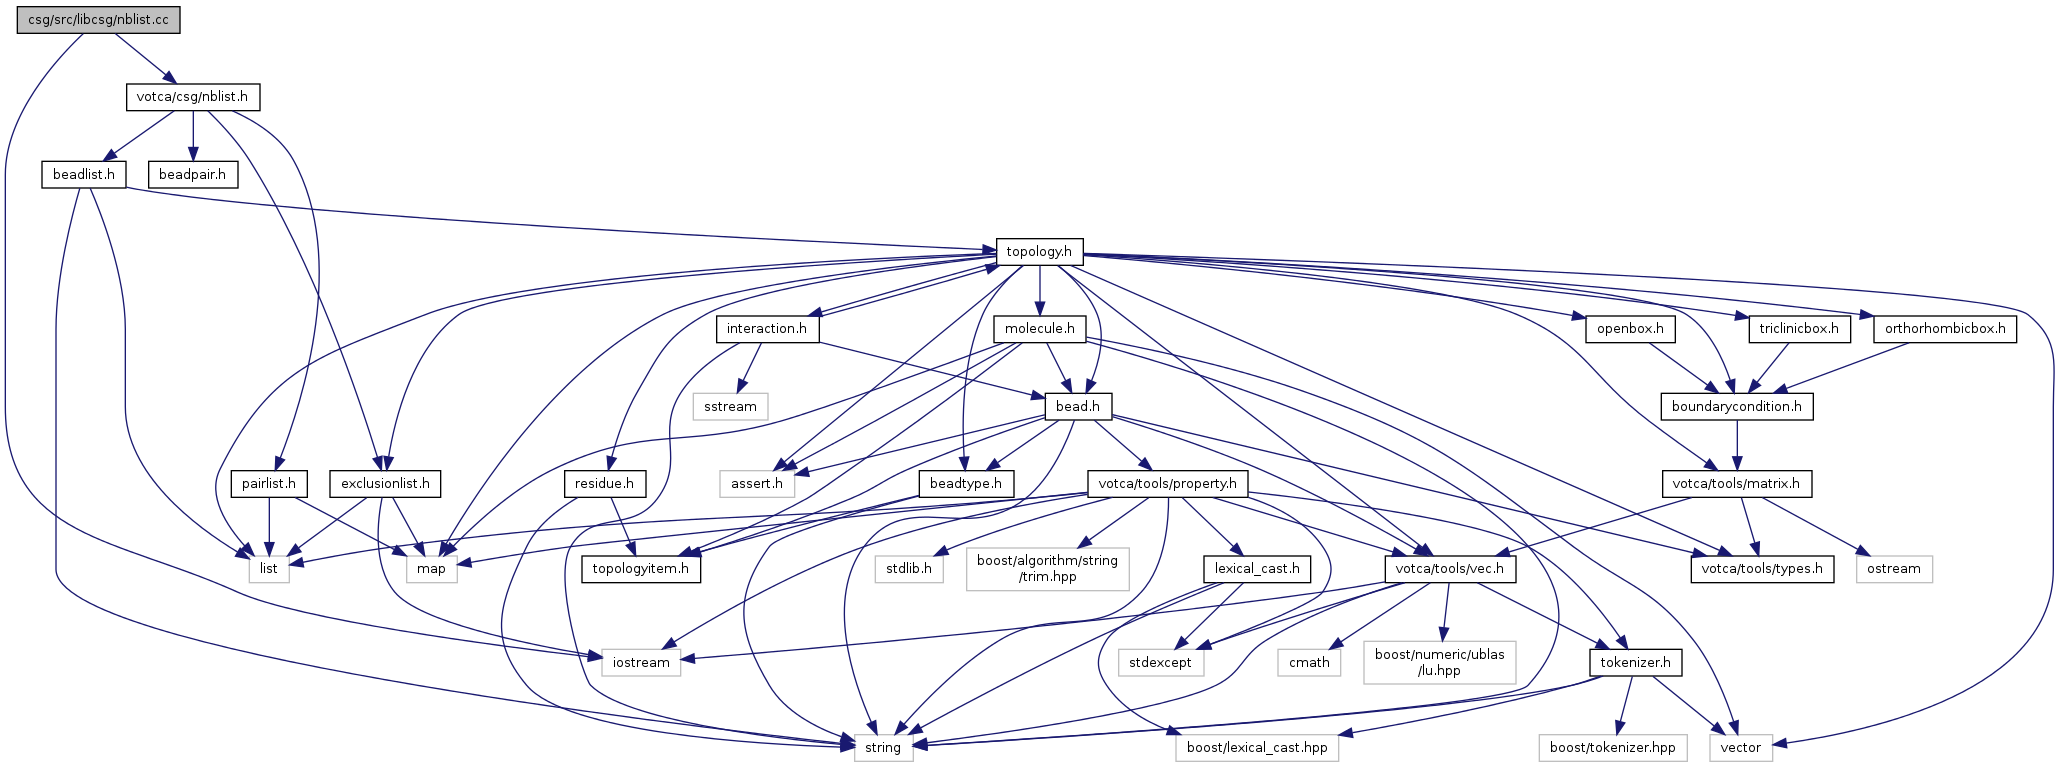 csg/src/libcsg/nblist.cc
votca/csg/nblist.h
beadlist.h
beadpair.h
topology.h
interaction.h
molecule.h
openbox.h
triclinicbox.h
orthorhombicbox.h
sstream
bead.h
boundarycondition.h
pairlist.h
exclusionlist.h
residue.h
assert.h
beadtype.h
votca/tools/property.h
votca/tools/matrix.h
list
map
topologyitem.h
stdlib.h
boost/algorithm/string
/trim.hpp
lexical_cast.h
votca/tools/vec.h
votca/tools/types.h
ostream
iostream
stdexcept
cmath
boost/numeric/ublas
/lu.hpp
tokenizer.h
string
boost/lexical_cast.hpp
boost/tokenizer.hpp
vector